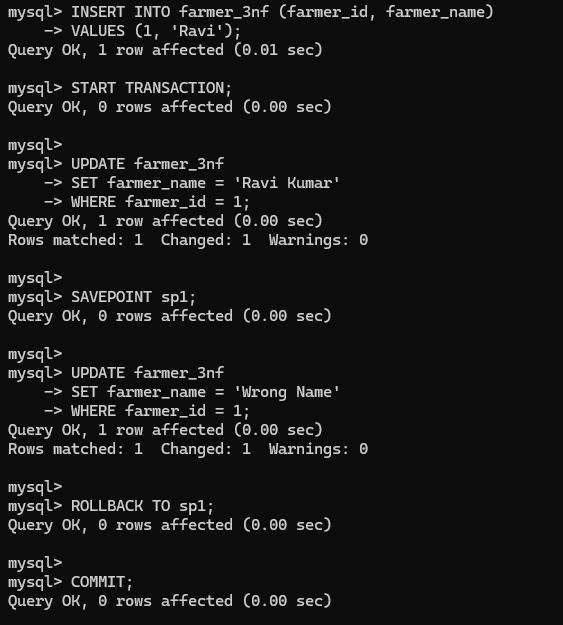 mysql> INSERT INTO farmer_3nf (farmer_id, farmer_name)
    -> VALUES (1, 'Ravi');
Query OK, 1 row affected (0.01 sec)

mysql> START TRANSACTION;
Query OK, 0 rows affected (0.00 sec)

mysql>
mysql> UPDATE farmer_3nf
    -> SET farmer_name = 'Ravi Kumar'
    -> WHERE farmer_id = 1;
Query OK, 1 row affected (0.00 sec)
Rows matched: 1  Changed: 1  Warnings: 0

mysql>
mysql> SAVEPOINT sp1;
Query OK, 0 rows affected (0.00 sec)

mysql>
mysql> UPDATE farmer_3nf
    -> SET farmer_name = 'Wrong Name'
    -> WHERE farmer_id = 1;
Query OK, 1 row affected (0.00 sec)
Rows matched: 1  Changed: 1  Warnings: 0

mysql>
mysql> ROLLBACK TO sp1;
Query OK, 0 rows affected (0.00 sec)

mysql>
mysql> COMMIT;
Query OK, 0 rows affected (0.00 sec)